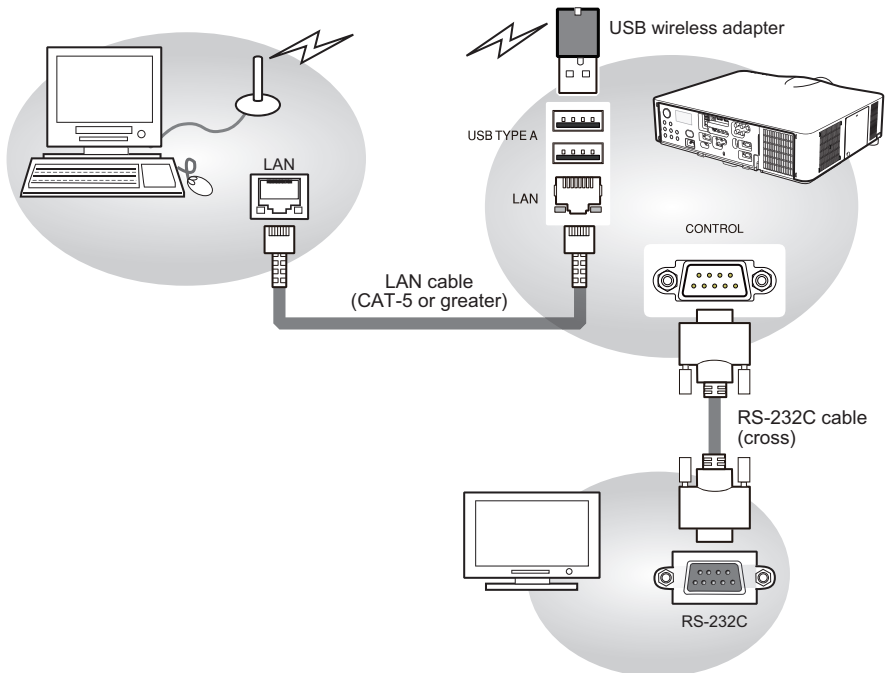 USB wireless adapter
USB TYPE A
LAN
LAN
CONTROL
LAN cable
(CAT-5 or greater)
RS-232C cable
(cross)
RS-232C